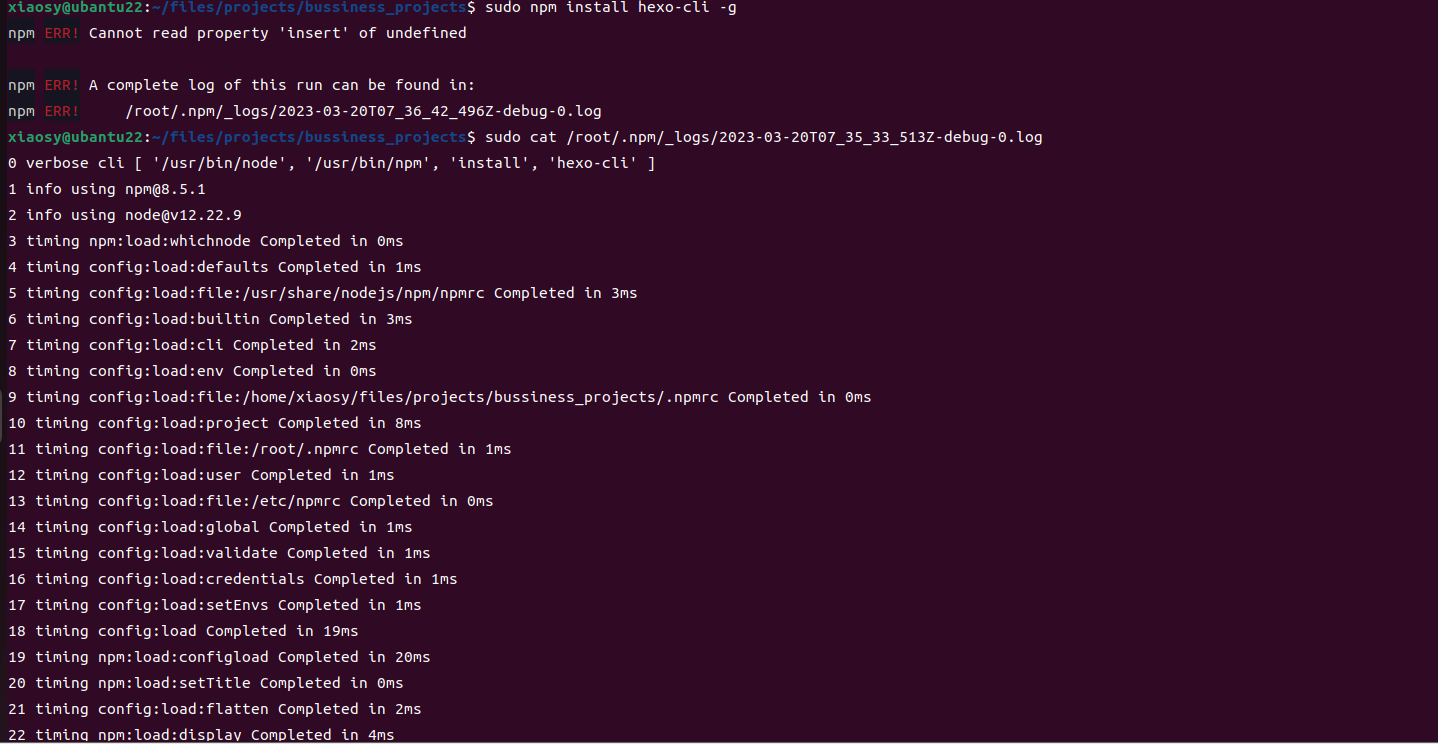 xiaosy@ubantu22:~/files/projects/bussiness_projects$ sudo npm install hexo-cli -g
npm ERR! Cannot read property 'insert' of undefined
npm ERR! A complete log of this run can be found in:
npm ERR!     /root/.npm/_logs/2023-03-20T07_36_42_496Z-debug-0.log
xiaosy@ubantu22:~/files/projects/bussiness_projects$ sudo cat /root/.npm/_logs/2023-03-20T07_35_33_513Z-debug-0.log
0 verbose cli [ '/usr/bin/node', '/usr/bin/npm', 'install', 'hexo-cli' ]
1 info using npm@8.5.1
2 info using node@v12.22.9
3 timing npm:load:whichnode Completed in 0ms
4 timing config:load:defaults Completed in 1ms
5 timing config:load:file:/usr/share/nodejs/npm/npmrc Completed in 3ms
6 timing config:load:builtin Completed in 3ms
7 timing config:load:cli Completed in 2ms
8 timing config:load:env Completed in 0ms
9 timing config:load:file:/home/xiaosy/files/projects/bussiness_projects/.npmrc Completed in 0ms
10 timing config:load:project Completed in 8ms
11 timing config:load:file:/root/.npmrc Completed in 1ms
12 timing config:load:user Completed in 1ms
13 timing config:load:file:/etc/npmrc Completed in 0ms
14 timing config:load:global Completed in 1ms
15 timing config:load:validate Completed in 1ms
16 timing config:load:credentials Completed in 1ms
17 timing config:load:setEnvs Completed in 1ms
18 timing config:load Completed in 19ms
19 timing npm:load:configload Completed in 20ms
20 timing npm:load:setTitle Completed in 0ms
21 timing config:load:flatten Completed in 2ms
22 timing npm:load:display Completed in 4ms